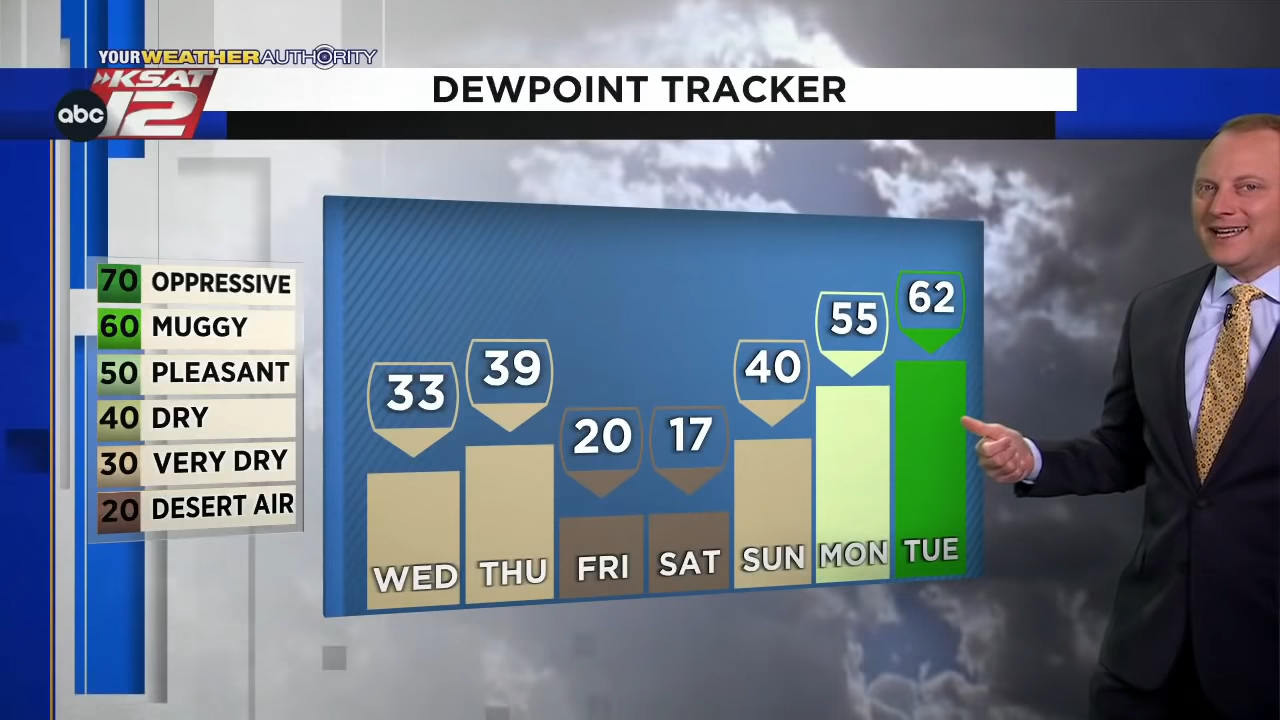 YOUR WEATHER AUTHORITY
KSAT
abc 12
DEWPOINT TRACKER
70 OPPRESSIVE
60 MUGGY
50 PLEASANT
40 DRY
30 VERY DRY
20 DESERT AIR
33 39 20 17 40 55 62
WED THU FRI SAT SUN MON TUE